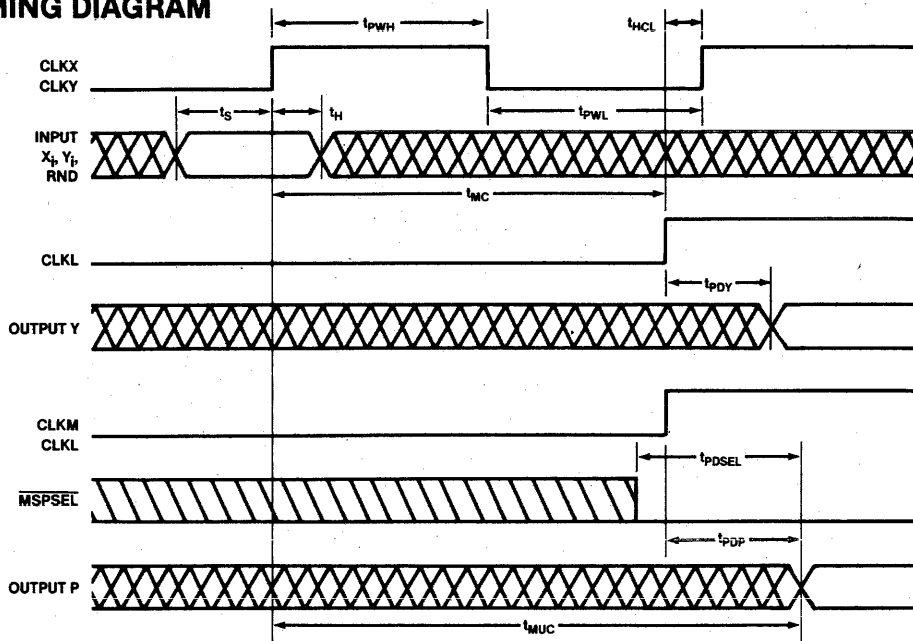 MING DIAGRAM
tPWH
tHCL
CLKX
CLKY
tS
tH
tPWL
INPUT
Xi, Yi,
RND
tMC
CLKL
tPDY
OUTPUT Y
CLKM
CLKL
tPDSEL
MSPSEL
tPDP
OUTPUT P
tMUC